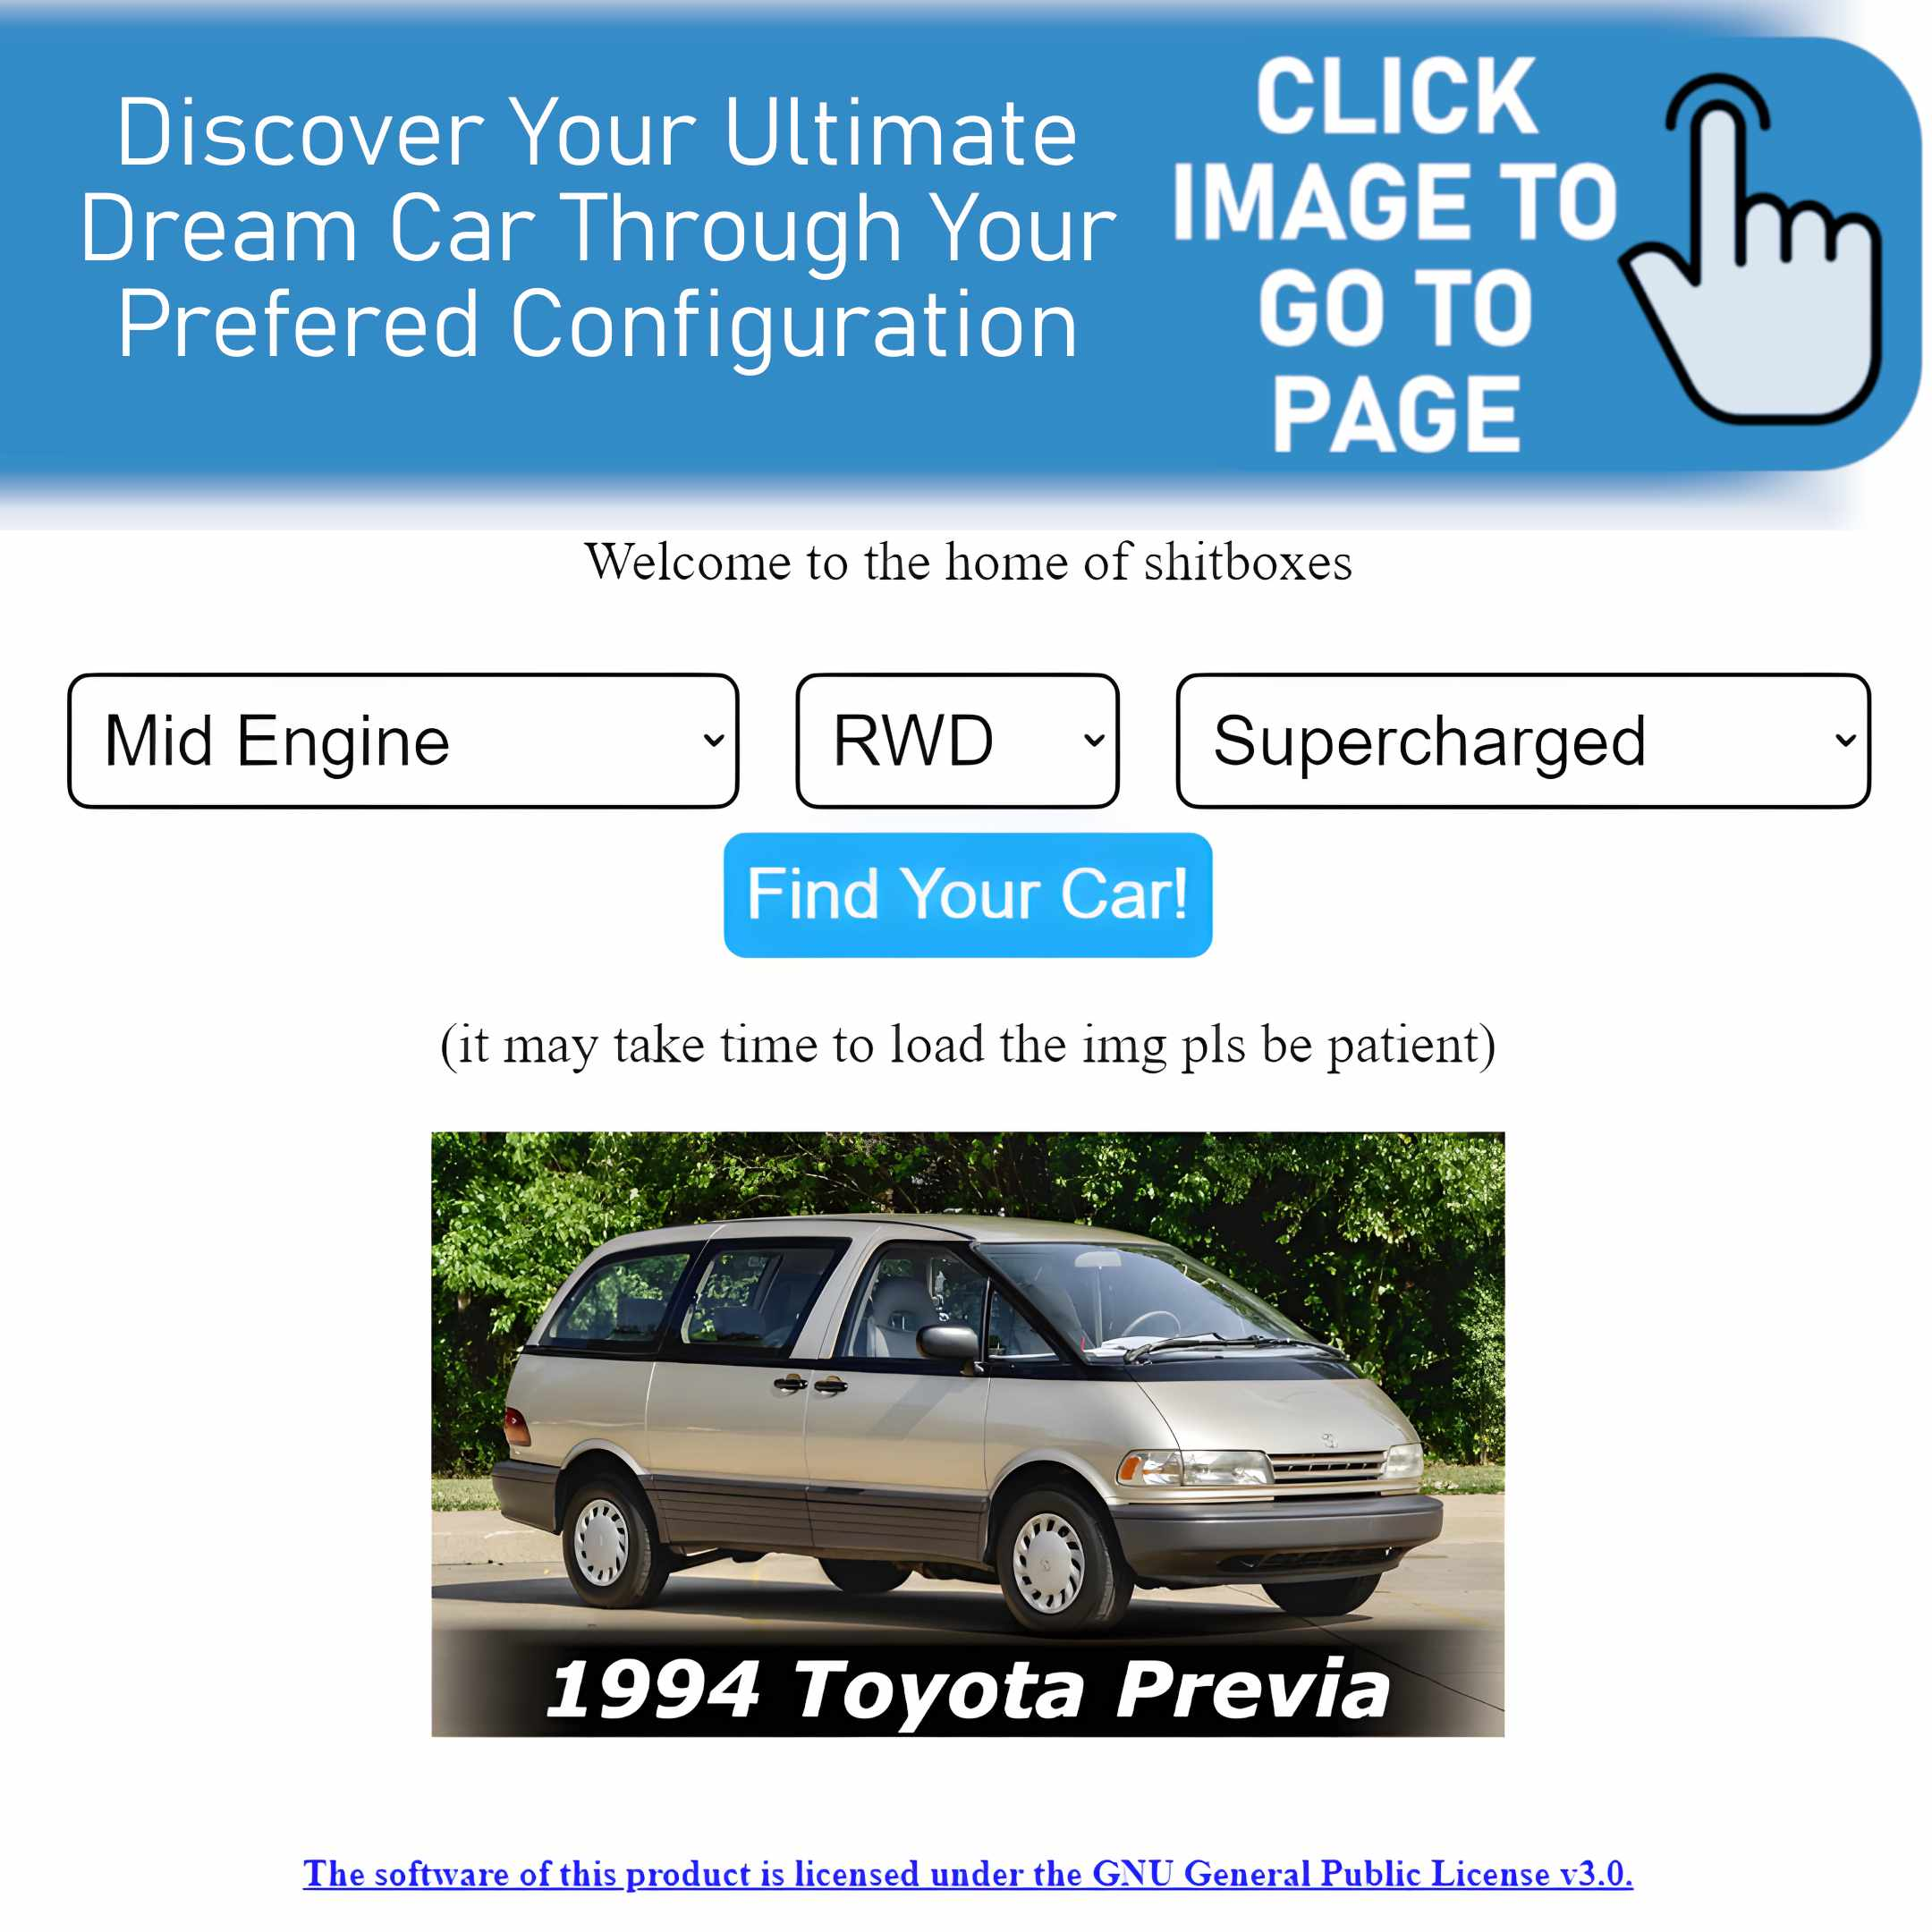 Discover Your Ultimate
Dream Car Through Your
Prefered Configuration
CLICK
IMAGE TO
GO TO
PAGE
Welcome to the home of shitboxes
Mid Engine
RWD
Supercharged
Find Your Car!
(it may take time to load the img pls be patient)
1994 Toyota Previa
The software of this product is licensed under the GNU General Public License v3.0.